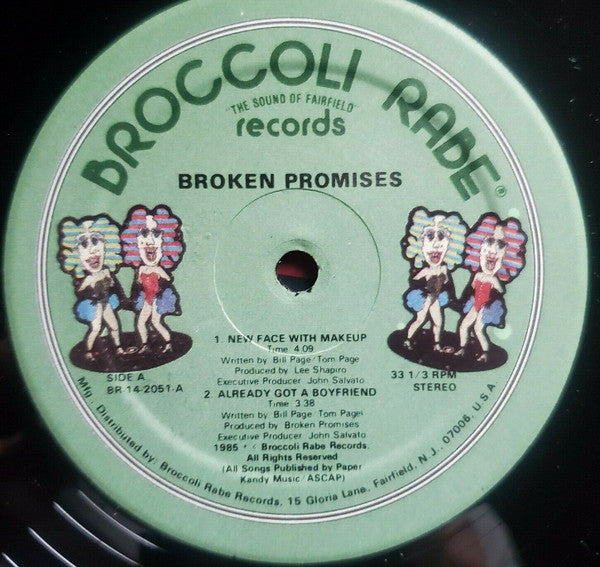 BROCCOLI RABE®
"THE SOUND OF FAIRFIELD"
records
BROKEN PROMISES
1. NEW FACE WITH MAKEUP
Time 4:09
Written by Bill Page/Tom Page
Produced by Lee Shapiro
Executive Producer John Salvato
SIDE A
BR-14-2051-A
33 1/3 RPM
STEREO
2. ALREADY GOT A BOYFRIEND
Time: 3:38
Written by: Bill Page Tom Page
Produced by Broken Promises
Executive Producer John Salvato
1985 Broccoli Rabe Records.
All Rights Reserved
(All Songs Published by Paper
Kandy Music/ASCAP)
Mfg. Distributed by: Broccoli Rabe Records, 15 Gloria Lane, Fairfield, N.J., 07006, U.S.A